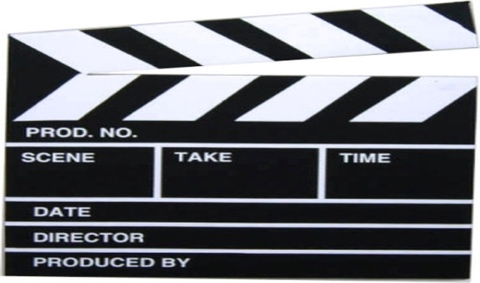 PROD. NO.
SCENE TAKE TIME
DATE
DIRECTOR
PRODUCED BY